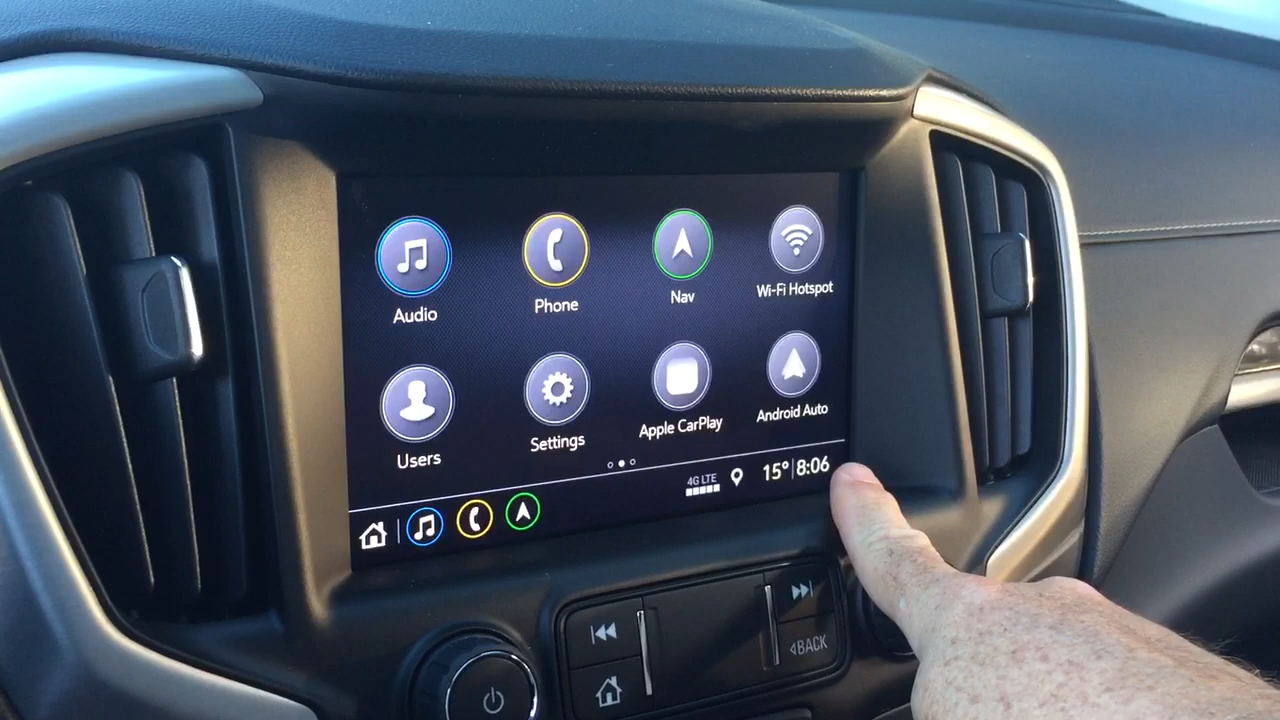 Audio
Phone
Nav
Wi-Fi Hotspot
Users
Settings
Apple CarPlay
Android Auto
4G LTE
15° 8:06
BACK